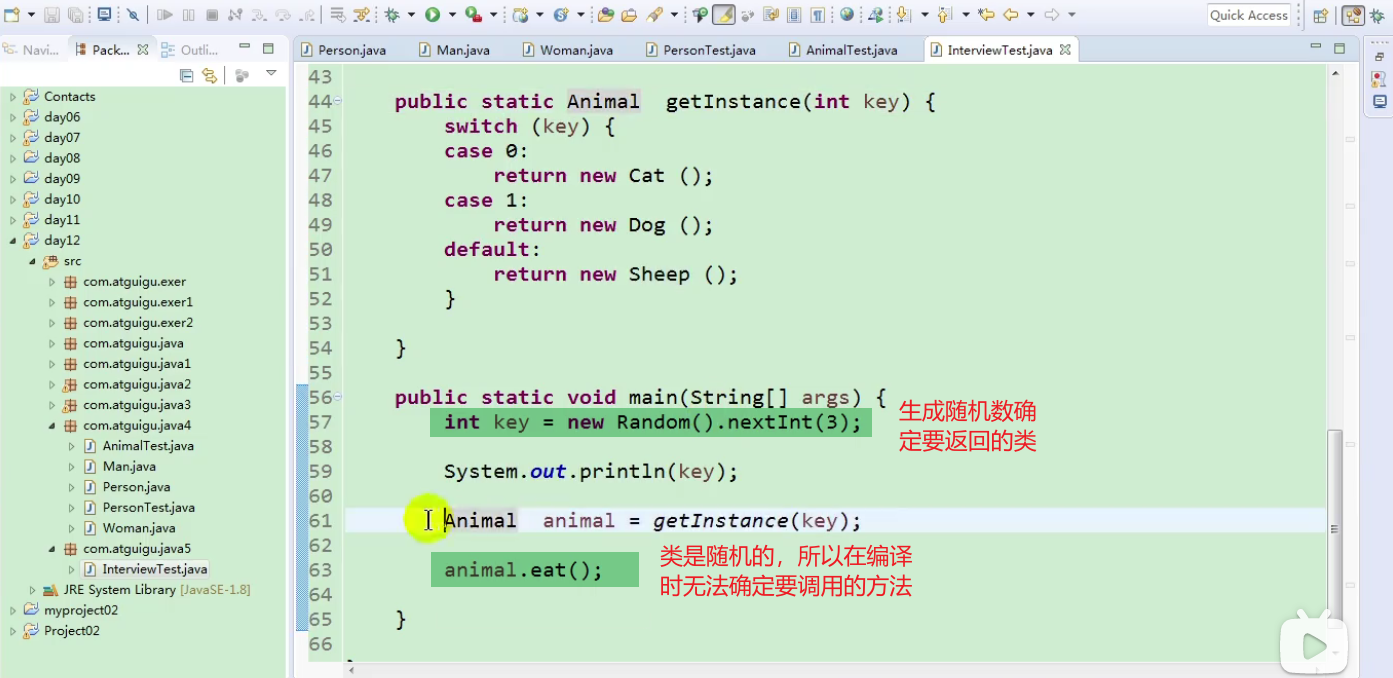 Quick Access
Navi...
Pack...
Outli...
Person.java
Man.java
Woman.java
PersonTest.java
AnimalTest.java
InterviewTest.java
Contacts
day06
day07
day08
day09
day10
day11
day12
src
com.atguigu.exer
com.atguigu.exer1
com.atguigu.exer2
com.atguigu.java
com.atguigu.java1
com.atguigu.java2
com.atguigu.java3
com.atguigu.java4
AnimalTest.java
Man.java
Person.java
PersonTest.java
Woman.java
com.atguigu.java5
InterviewTest.java
JRE System Library [JavaSE-1.8]
myproject02
Project02
43
44 public static Animal  getInstance(int key) {
45 switch (key) {
46 case 0:
47 return new Cat ();
48 case 1:
49 return new Dog ();
50 default:
51 return new Sheep ();
52 }
53
54 }
55
56 public static void main(String[] args) {
57 int key = new Random().nextInt(3);
58
59 System.out.println(key);
60
61 Animal  animal = getInstance(key);
62
63 animal.eat();
64
65 }
66
生成随机数确
定要返回的类
类是随机的，所以在编译
时无法确定要调用的方法